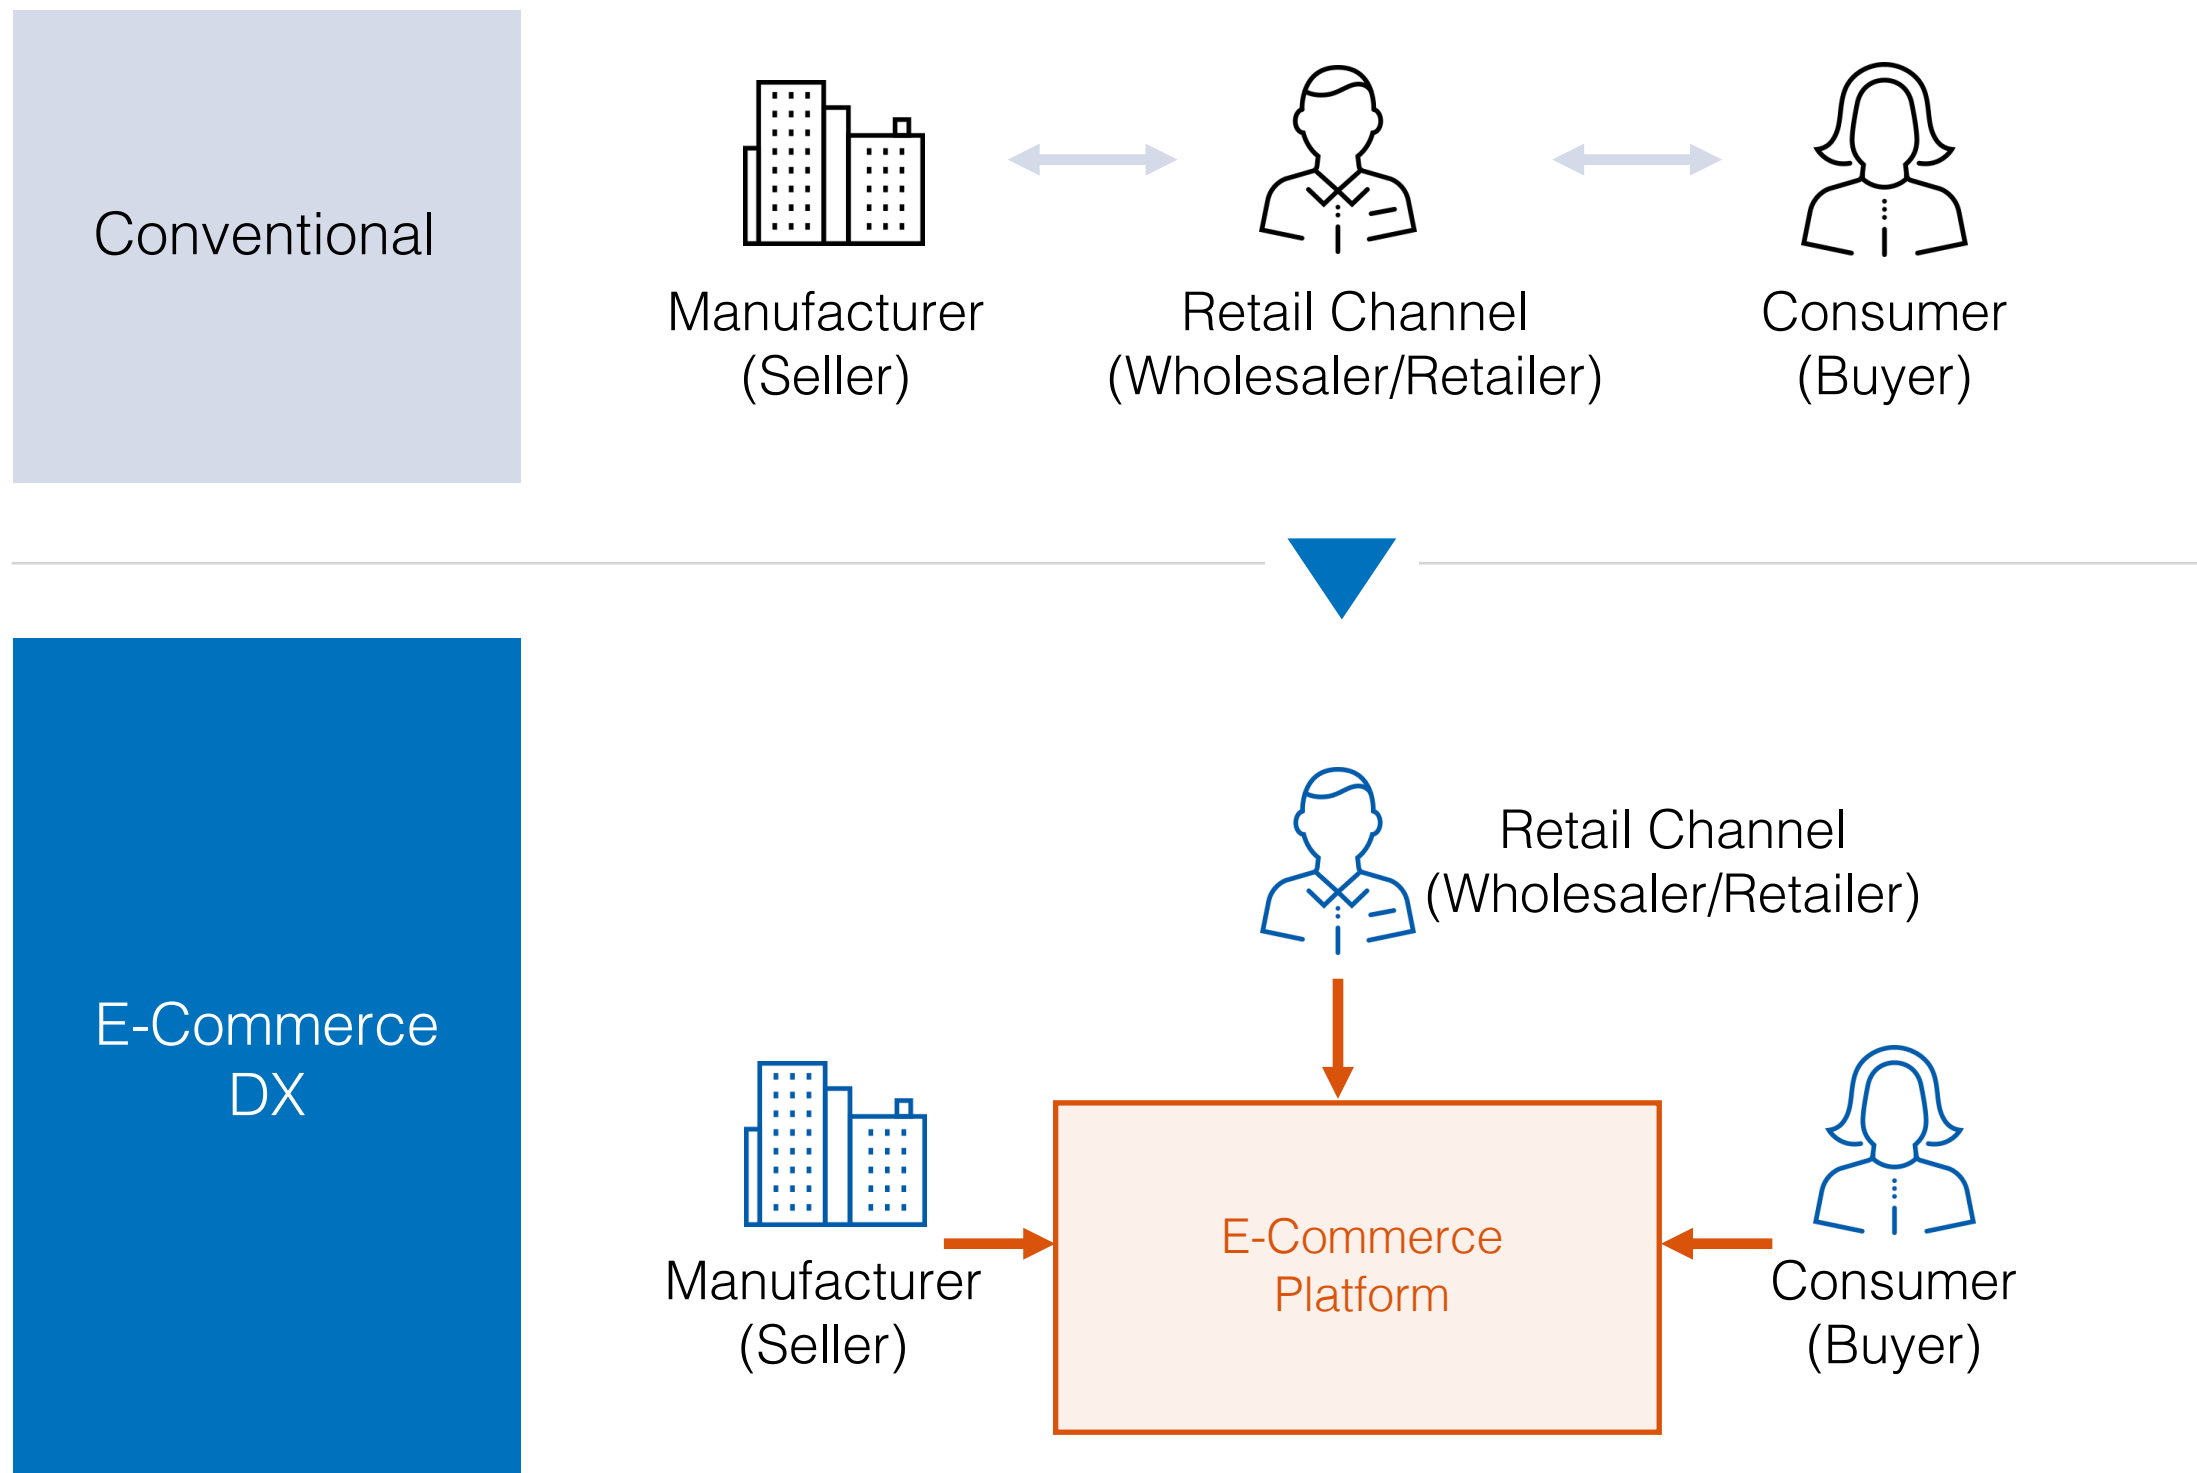 Conventional
Manufacturer
(Seller)
Retail Channel
(Wholesaler/Retailer)
Consumer
(Buyer)
E-Commerce
DX
Retail Channel
(Wholesaler/Retailer)
Manufacturer
(Seller)
E-Commerce
Platform
Consumer
(Buyer)